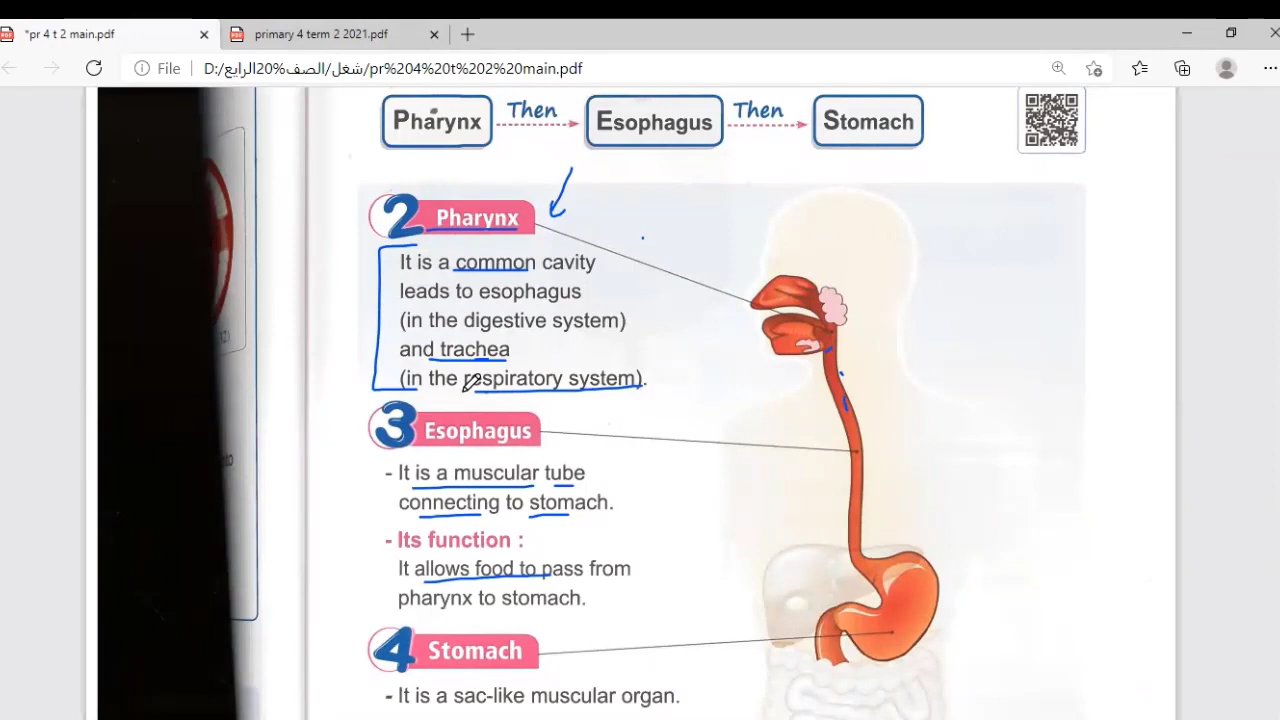 *pr 4 t 2 main.pdf
primary 4 term 2 2021.pdf
File
D:/شغل/الصف%20الرابع/pr%204%20t%202%20main.pdf
Pharynx Then Esophagus Then Stomach
2 Pharynx
It is a common cavity
leads to esophagus
(in the digestive system)
and trachea
(in the respiratory system).
3 Esophagus
- It is a muscular tube
connecting to stomach.
- Its function :
It allows food to pass from
pharynx to stomach.
4 Stomach
- It is a sac-like muscular organ.